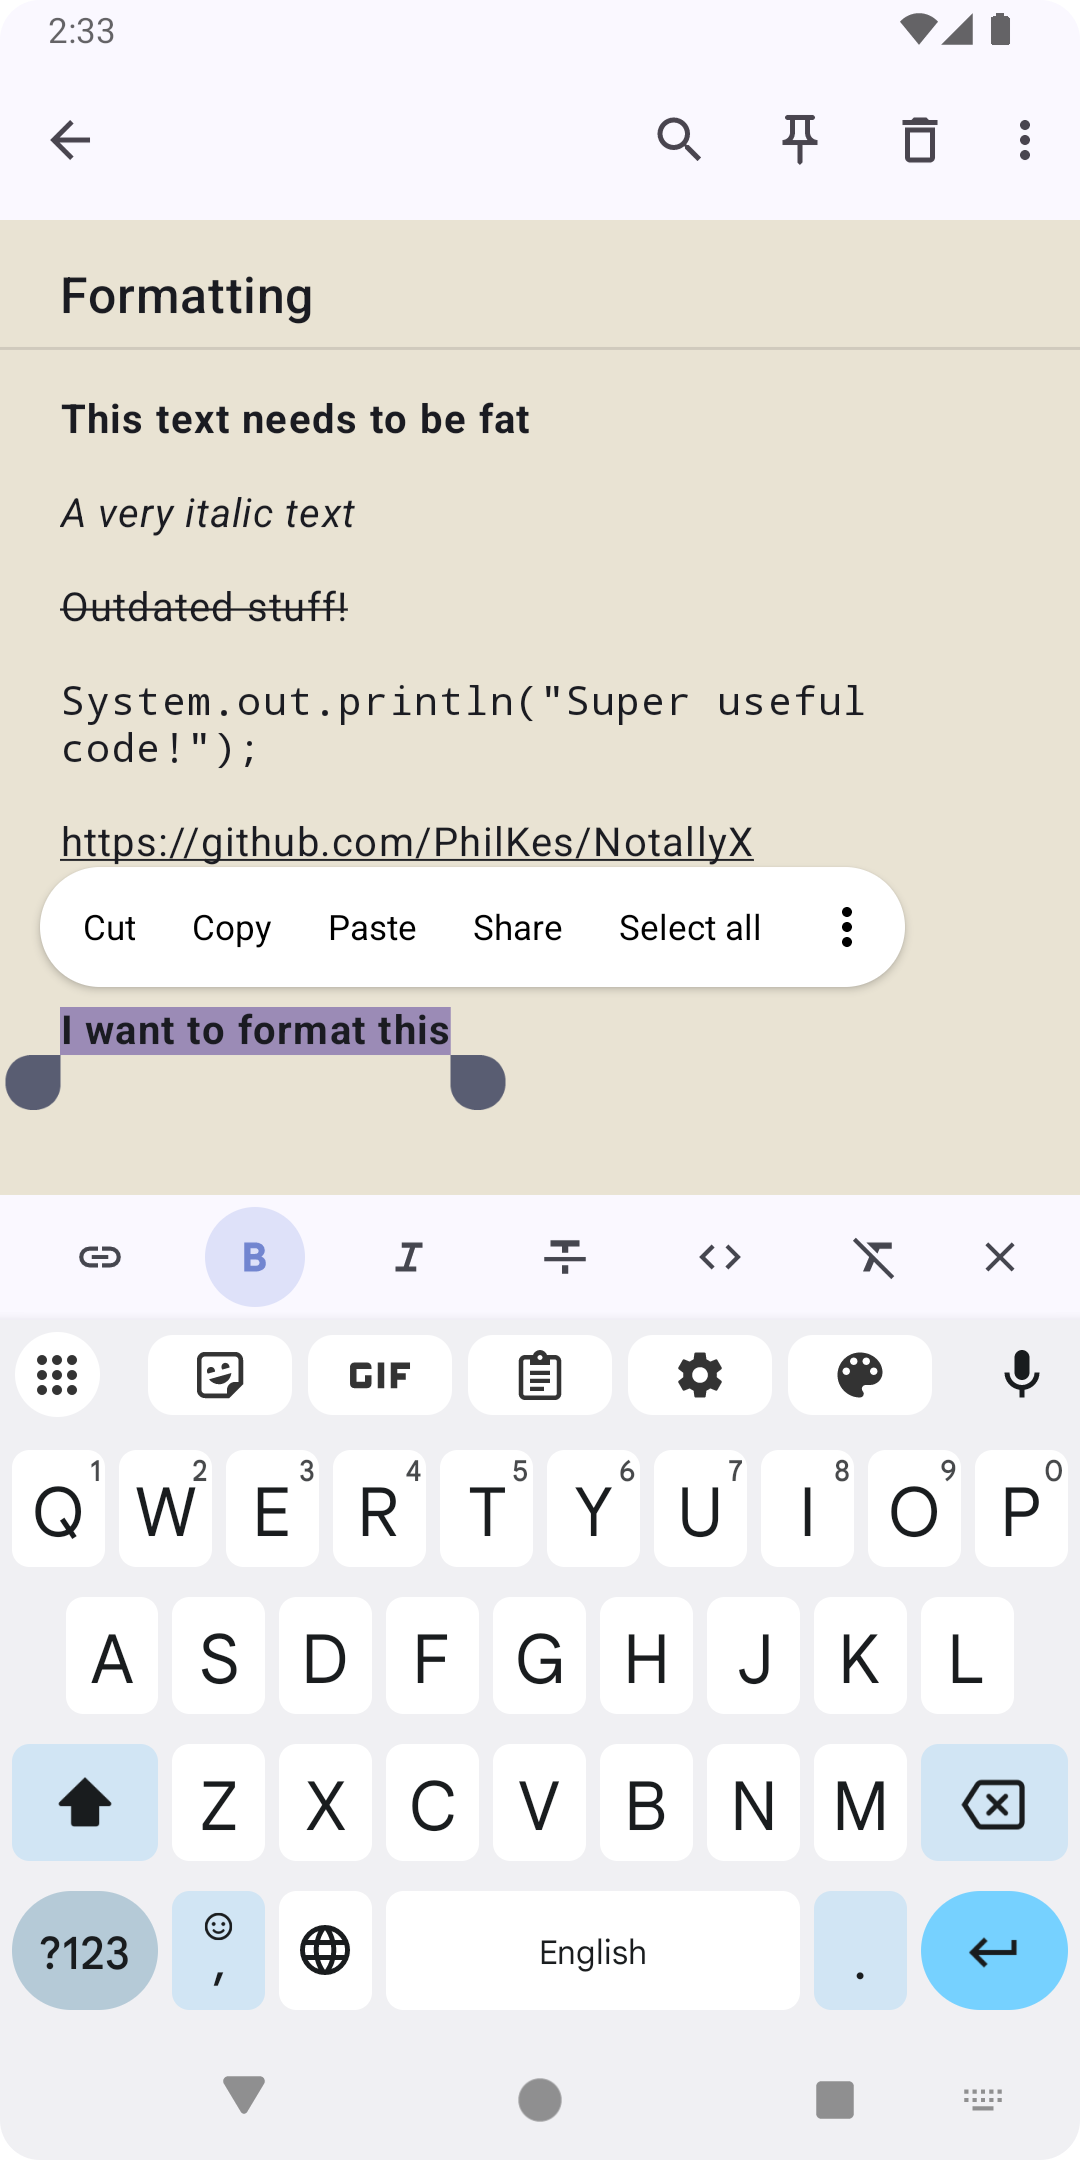 2:33
Formatting
This text needs to be fat
A very italic text
Outdated stuff!
System.out.println("Super useful
code!");
https://github.com/PhilKes/NotallyX
Cut Copy Paste Share Select all
I want to format this
B I T
GIF
Q 1 W 2 E 3 R 4 T 5 Y 6 U 7 I 8 O 9 P 0
A S D F G H J K L
Z X C V B N M
?123 , English .